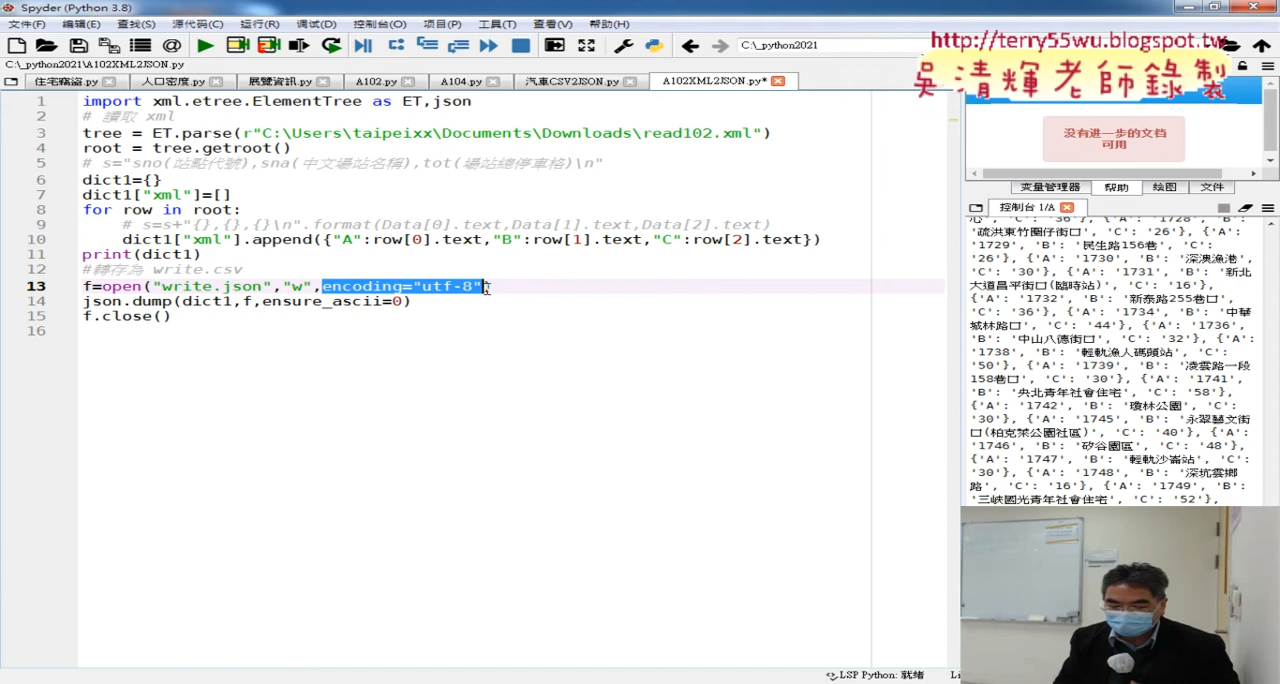 Spyder (Python 3.8)
文件(F) 编辑(E) 查找(S) 源代码(C) 运行(R) 调试(D) 控制台(O) 项目(P) 工具(T) 查看(V) 帮助(H)
C:\_python2021
http://terry55wu.blogspot.tw
吳清輝老師錄製
C:\_python2021\A102XML2JSON.py
住宅竊盜.py 人口密度.py 展覽資訊.py A102.py A104.py 汽車CSV2JSON.py A102XML2JSON.py*
1 import xml.etree.ElementTree as ET,json
2 # 讀取 xml
3 tree = ET.parse(r"C:\Users\taipeixx\Documents\Downloads\read102.xml")
4 root = tree.getroot()
5 # s="sno(站點代號),sna(中文場站名稱),tot(場站總停車格)\n"
6 dict1={}
7 dict1["xml"]=[]
8 for row in root:
9 # s=s+"{},{},{}\n".format(Data[0].text,Data[1].text,Data[2].text)
10 dict1["xml"].append({"A":row[0].text,"B":row[1].text,"C":row[2].text})
11 print(dict1)
12 #轉存為 write.csv
13 f=open("write.json","w",encoding="utf-8")
14 json.dump(dict1,f,ensure_ascii=0)
15 f.close()
16
没有进一步的文档
可用
变量管理器 帮助 绘图 文件
控制台 1/A
心', 'C': '36'}, {'A': '1728', 'B':
'疏洪東竹圍仔街口', 'C': '26'}, {'A':
'1729', 'B': '民生路156巷', 'C':
'26'}, {'A': '1730', 'B': '深澳漁港',
'C': '30'}, {'A': '1731', 'B': '新北
大道昌平街口(臨時站)', 'C': '16'},
{'A': '1732', 'B': '新泰路255巷口',
'C': '36'}, {'A': '1734', 'B': '中華
城林路口', 'C': '44'}, {'A': '1736',
'B': '中山八德街口', 'C': '32'}, {'A':
'1738', 'B': '輕軌漁人碼頭站', 'C':
'50'}, {'A': '1739', 'B': '凌雲路一段
158巷口', 'C': '30'}, {'A': '1741',
'B': '央北青年社會住宅', 'C': '58'},
{'A': '1742', 'B': '瓊林公園', 'C':
'30'}, {'A': '1745', 'B': '永翠藝文街
口(柏克萊公園社區)', 'C': '40'}, {'A':
'1746', 'B': '矽谷園區', 'C': '48'},
{'A': '1747', 'B': '輕軌沙崙站', 'C':
'30'}, {'A': '1748', 'B': '深坑雲鄉
路', 'C': '16'}, {'A': '1749', 'B':
'三峽國光青年社會住宅', 'C': '52'},
LSP Python: 就绪